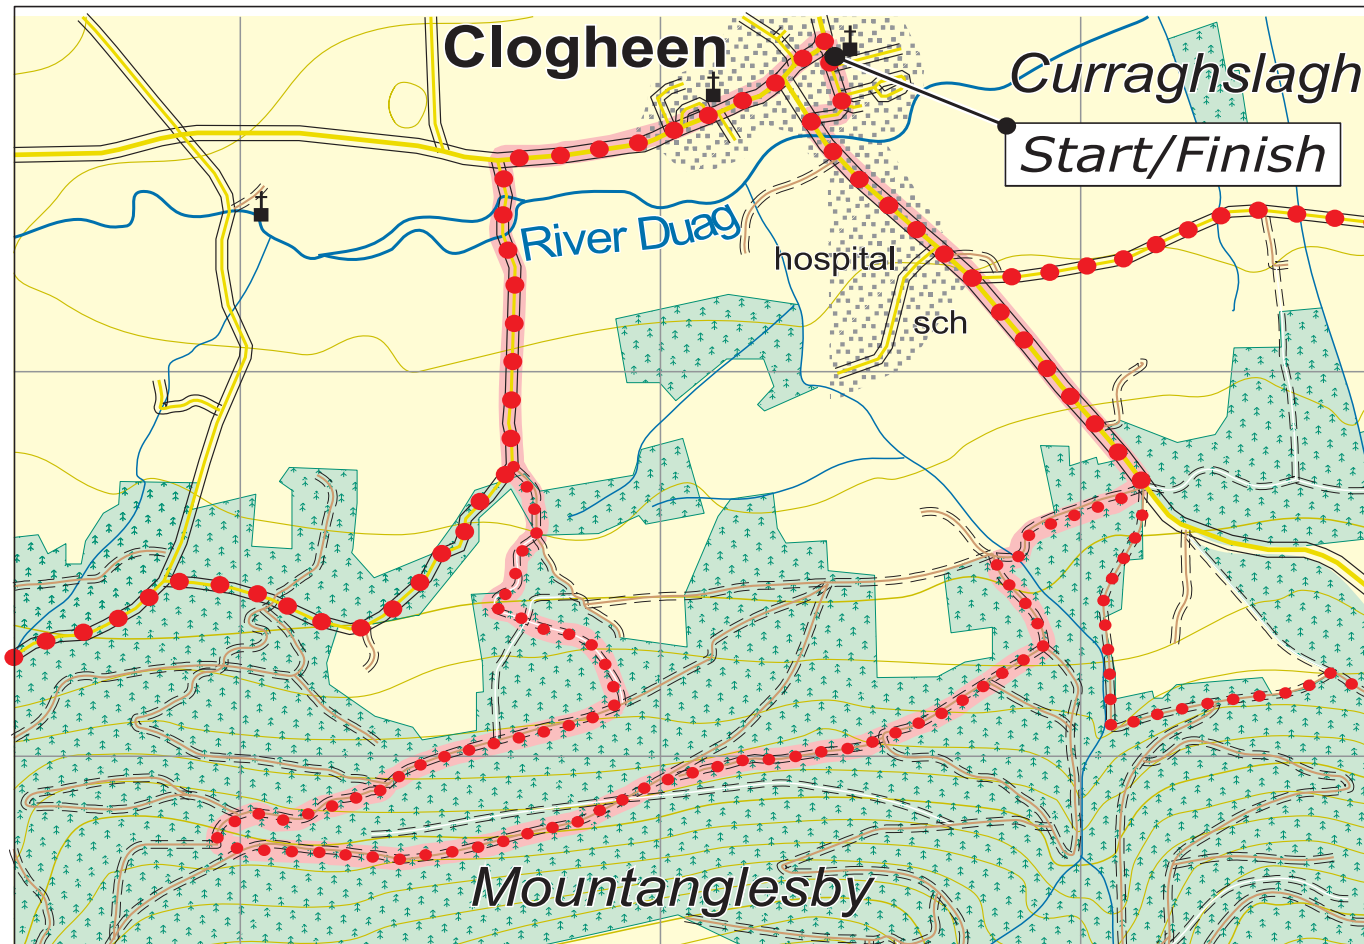 Clogheen
Curraghslagh
Start/Finish
River Duag
hospital
sch
Mountanglesby